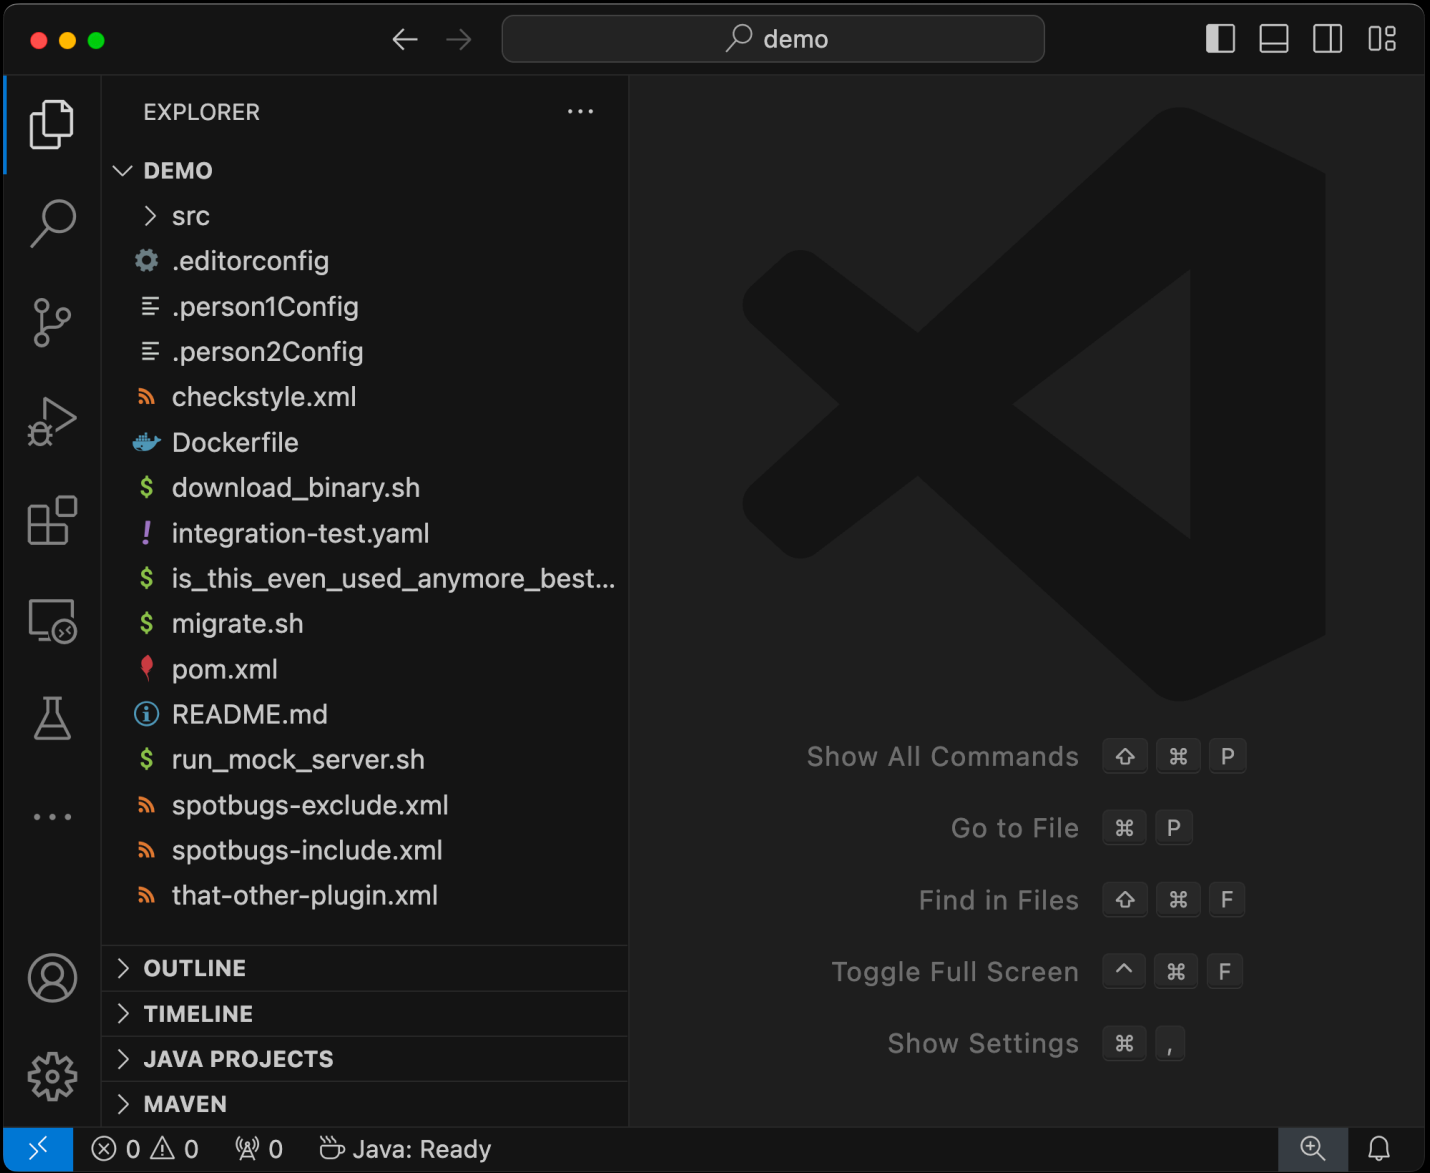 demo
EXPLORER
DEMO
src
.editorconfig
.person1Config
.person2Config
checkstyle.xml
Dockerfile
$ download_binary.sh
! integration-test.yaml
$ is_this_even_used_anymore_best...
$ migrate.sh
pom.xml
README.md
$ run_mock_server.sh
spotbugs-exclude.xml
spotbugs-include.xml
that-other-plugin.xml
OUTLINE
TIMELINE
JAVA PROJECTS
MAVEN
Show All Commands ⇧ ⌘ P
Go to File ⌘ P
Find in Files ⇧ ⌘ F
Toggle Full Screen ⌃ ⌘ F
Show Settings ⌘ ,
0 0 0 Java: Ready